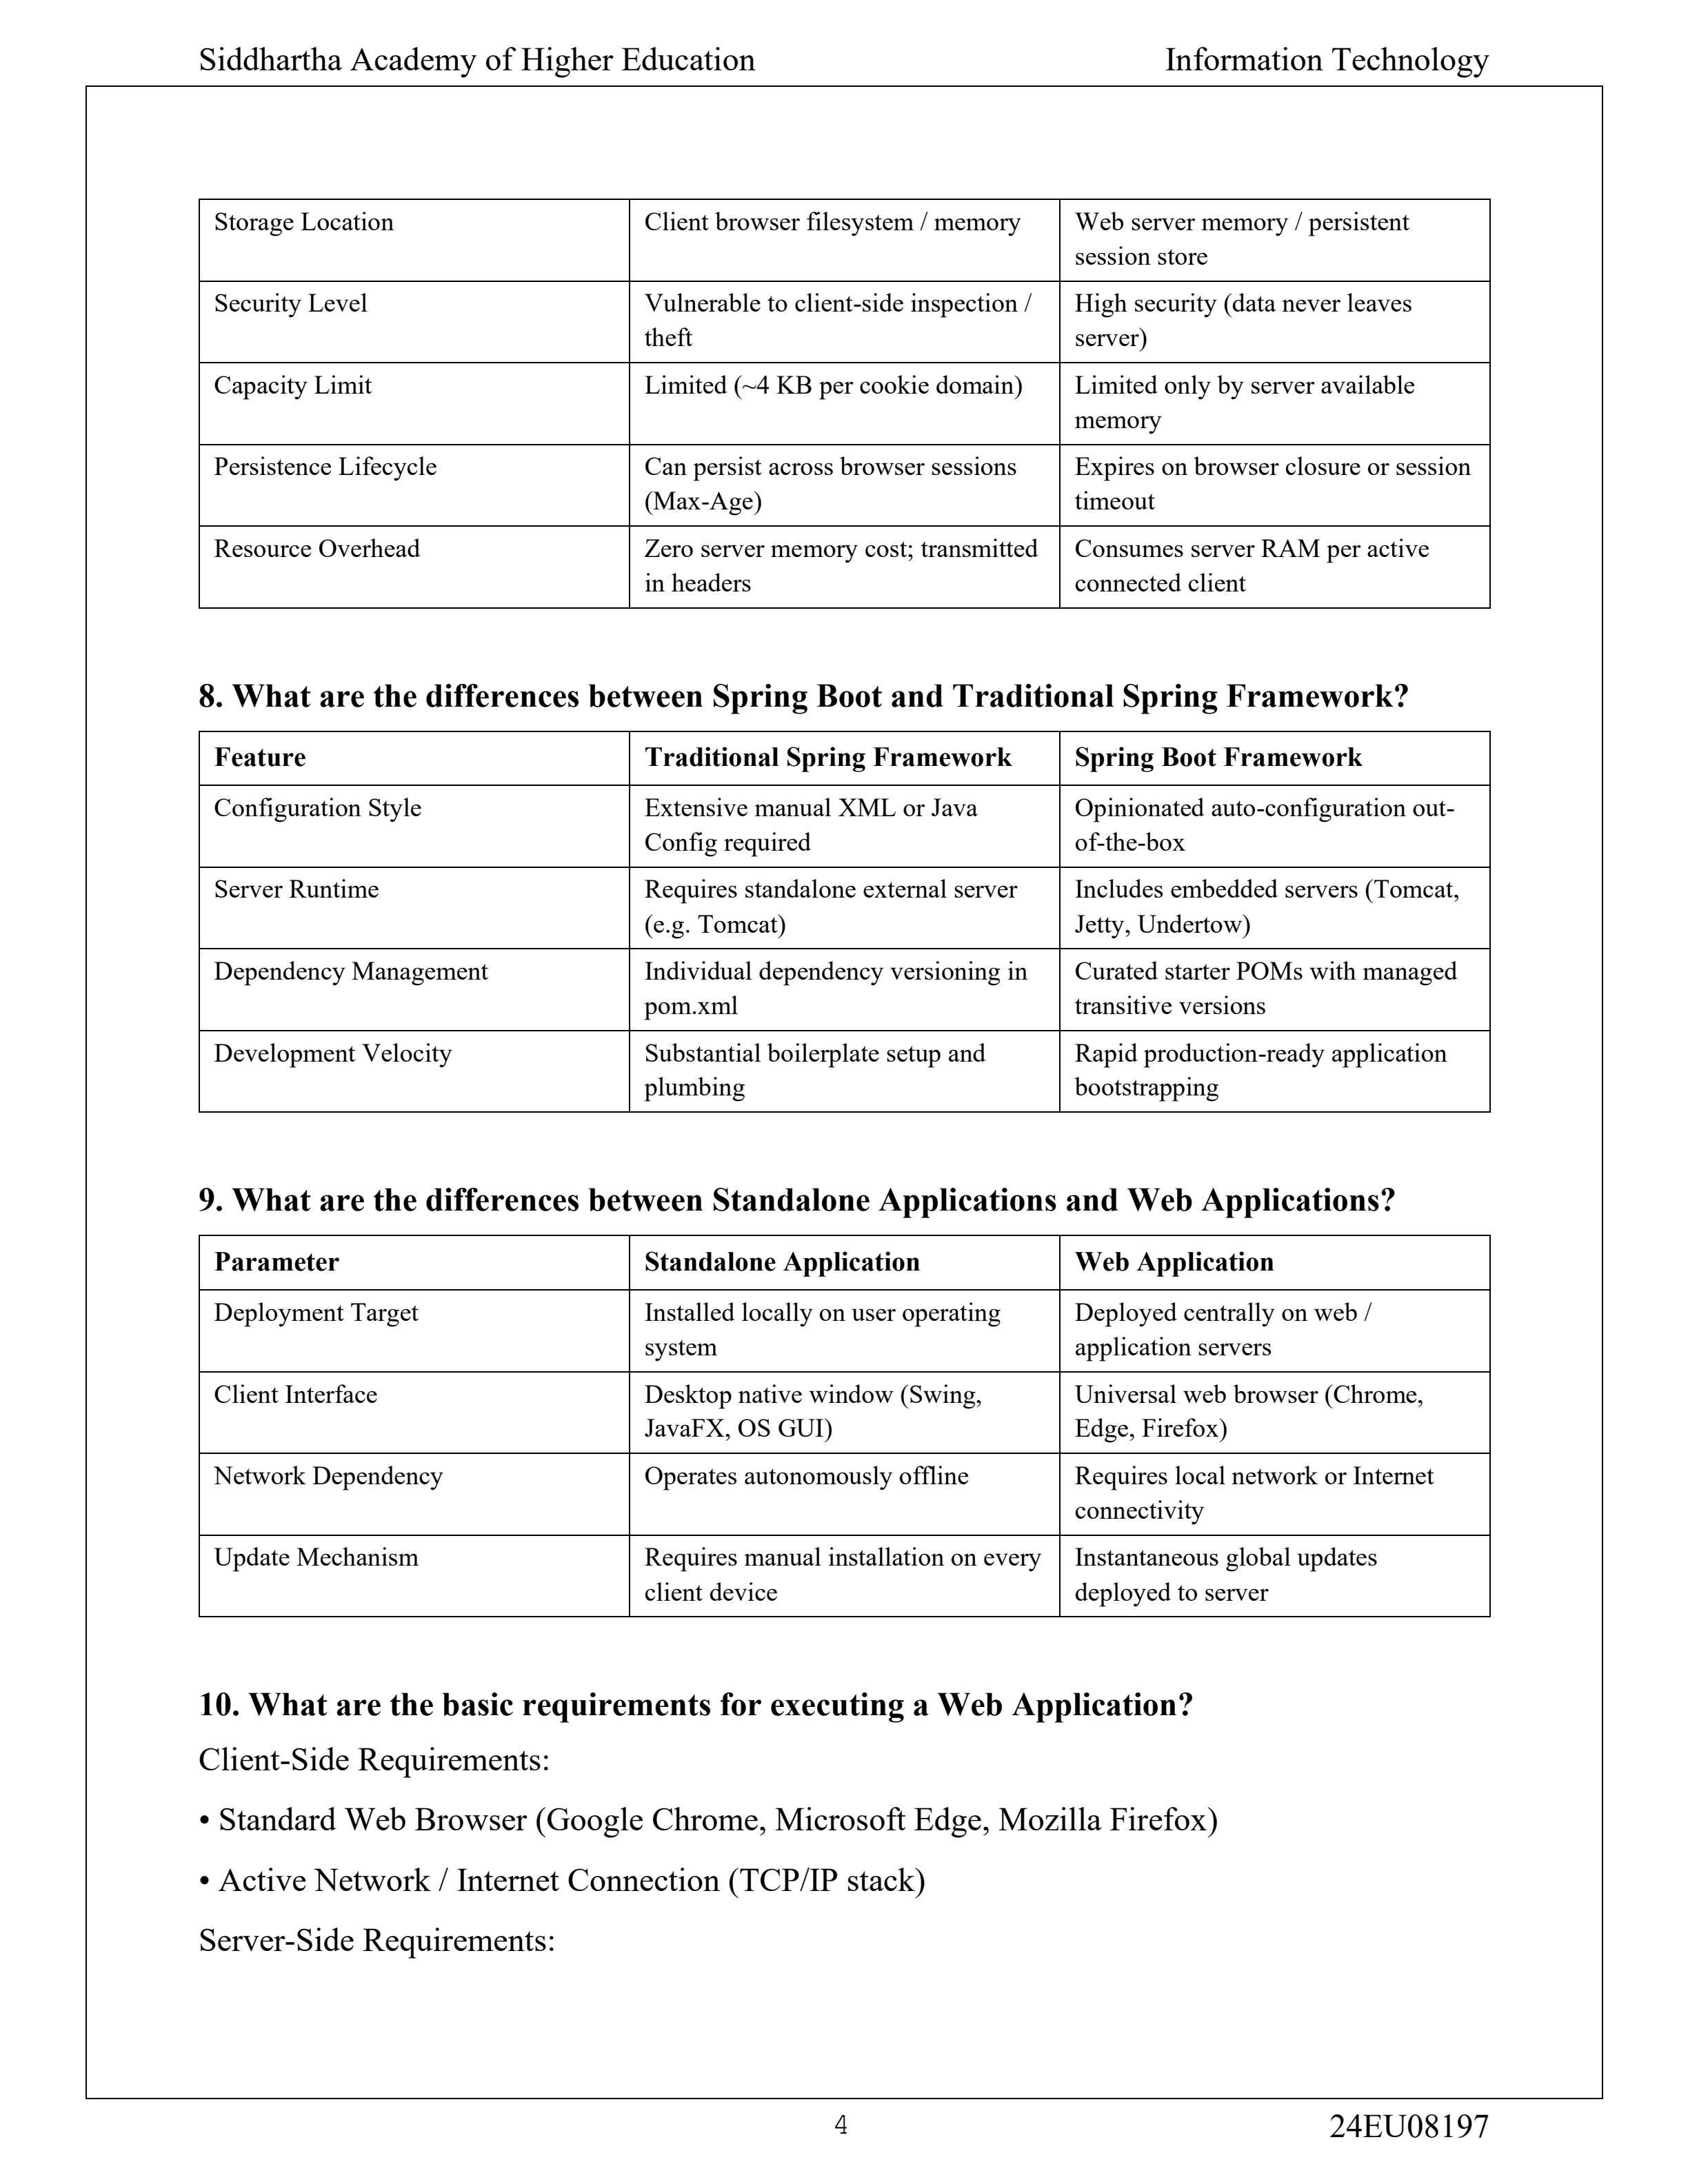 Siddhartha Academy of Higher Education Information Technology
Storage Location Client browser filesystem / memory Web server memory / persistent
session store
Security Level Vulnerable to client-side inspection / High security (data never leaves
theft server)
Capacity Limit Limited (~4 KB per cookie domain) Limited only by server available
memory
Persistence Lifecycle Can persist across browser sessions Expires on browser closure or session
(Max-Age) timeout
Resource Overhead Zero server memory cost; transmitted Consumes server RAM per active
in headers connected client
8. What are the differences between Spring Boot and Traditional Spring Framework?
Feature Traditional Spring Framework Spring Boot Framework
Configuration Style Extensive manual XML or Java Opinionated auto-configuration out-
Config required of-the-box
Server Runtime Requires standalone external server Includes embedded servers (Tomcat,
(e.g. Tomcat) Jetty, Undertow)
Dependency Management Individual dependency versioning in Curated starter POMs with managed
pom.xml transitive versions
Development Velocity Substantial boilerplate setup and Rapid production-ready application
plumbing bootstrapping
9. What are the differences between Standalone Applications and Web Applications?
Parameter Standalone Application Web Application
Deployment Target Installed locally on user operating Deployed centrally on web /
system application servers
Client Interface Desktop native window (Swing, Universal web browser (Chrome,
JavaFX, OS GUI) Edge, Firefox)
Network Dependency Operates autonomously offline Requires local network or Internet
connectivity
Update Mechanism Requires manual installation on every Instantaneous global updates
client device deployed to server
10. What are the basic requirements for executing a Web Application?
Client-Side Requirements:
• Standard Web Browser (Google Chrome, Microsoft Edge, Mozilla Firefox)
• Active Network / Internet Connection (TCP/IP stack)
Server-Side Requirements:
4 24EU08197